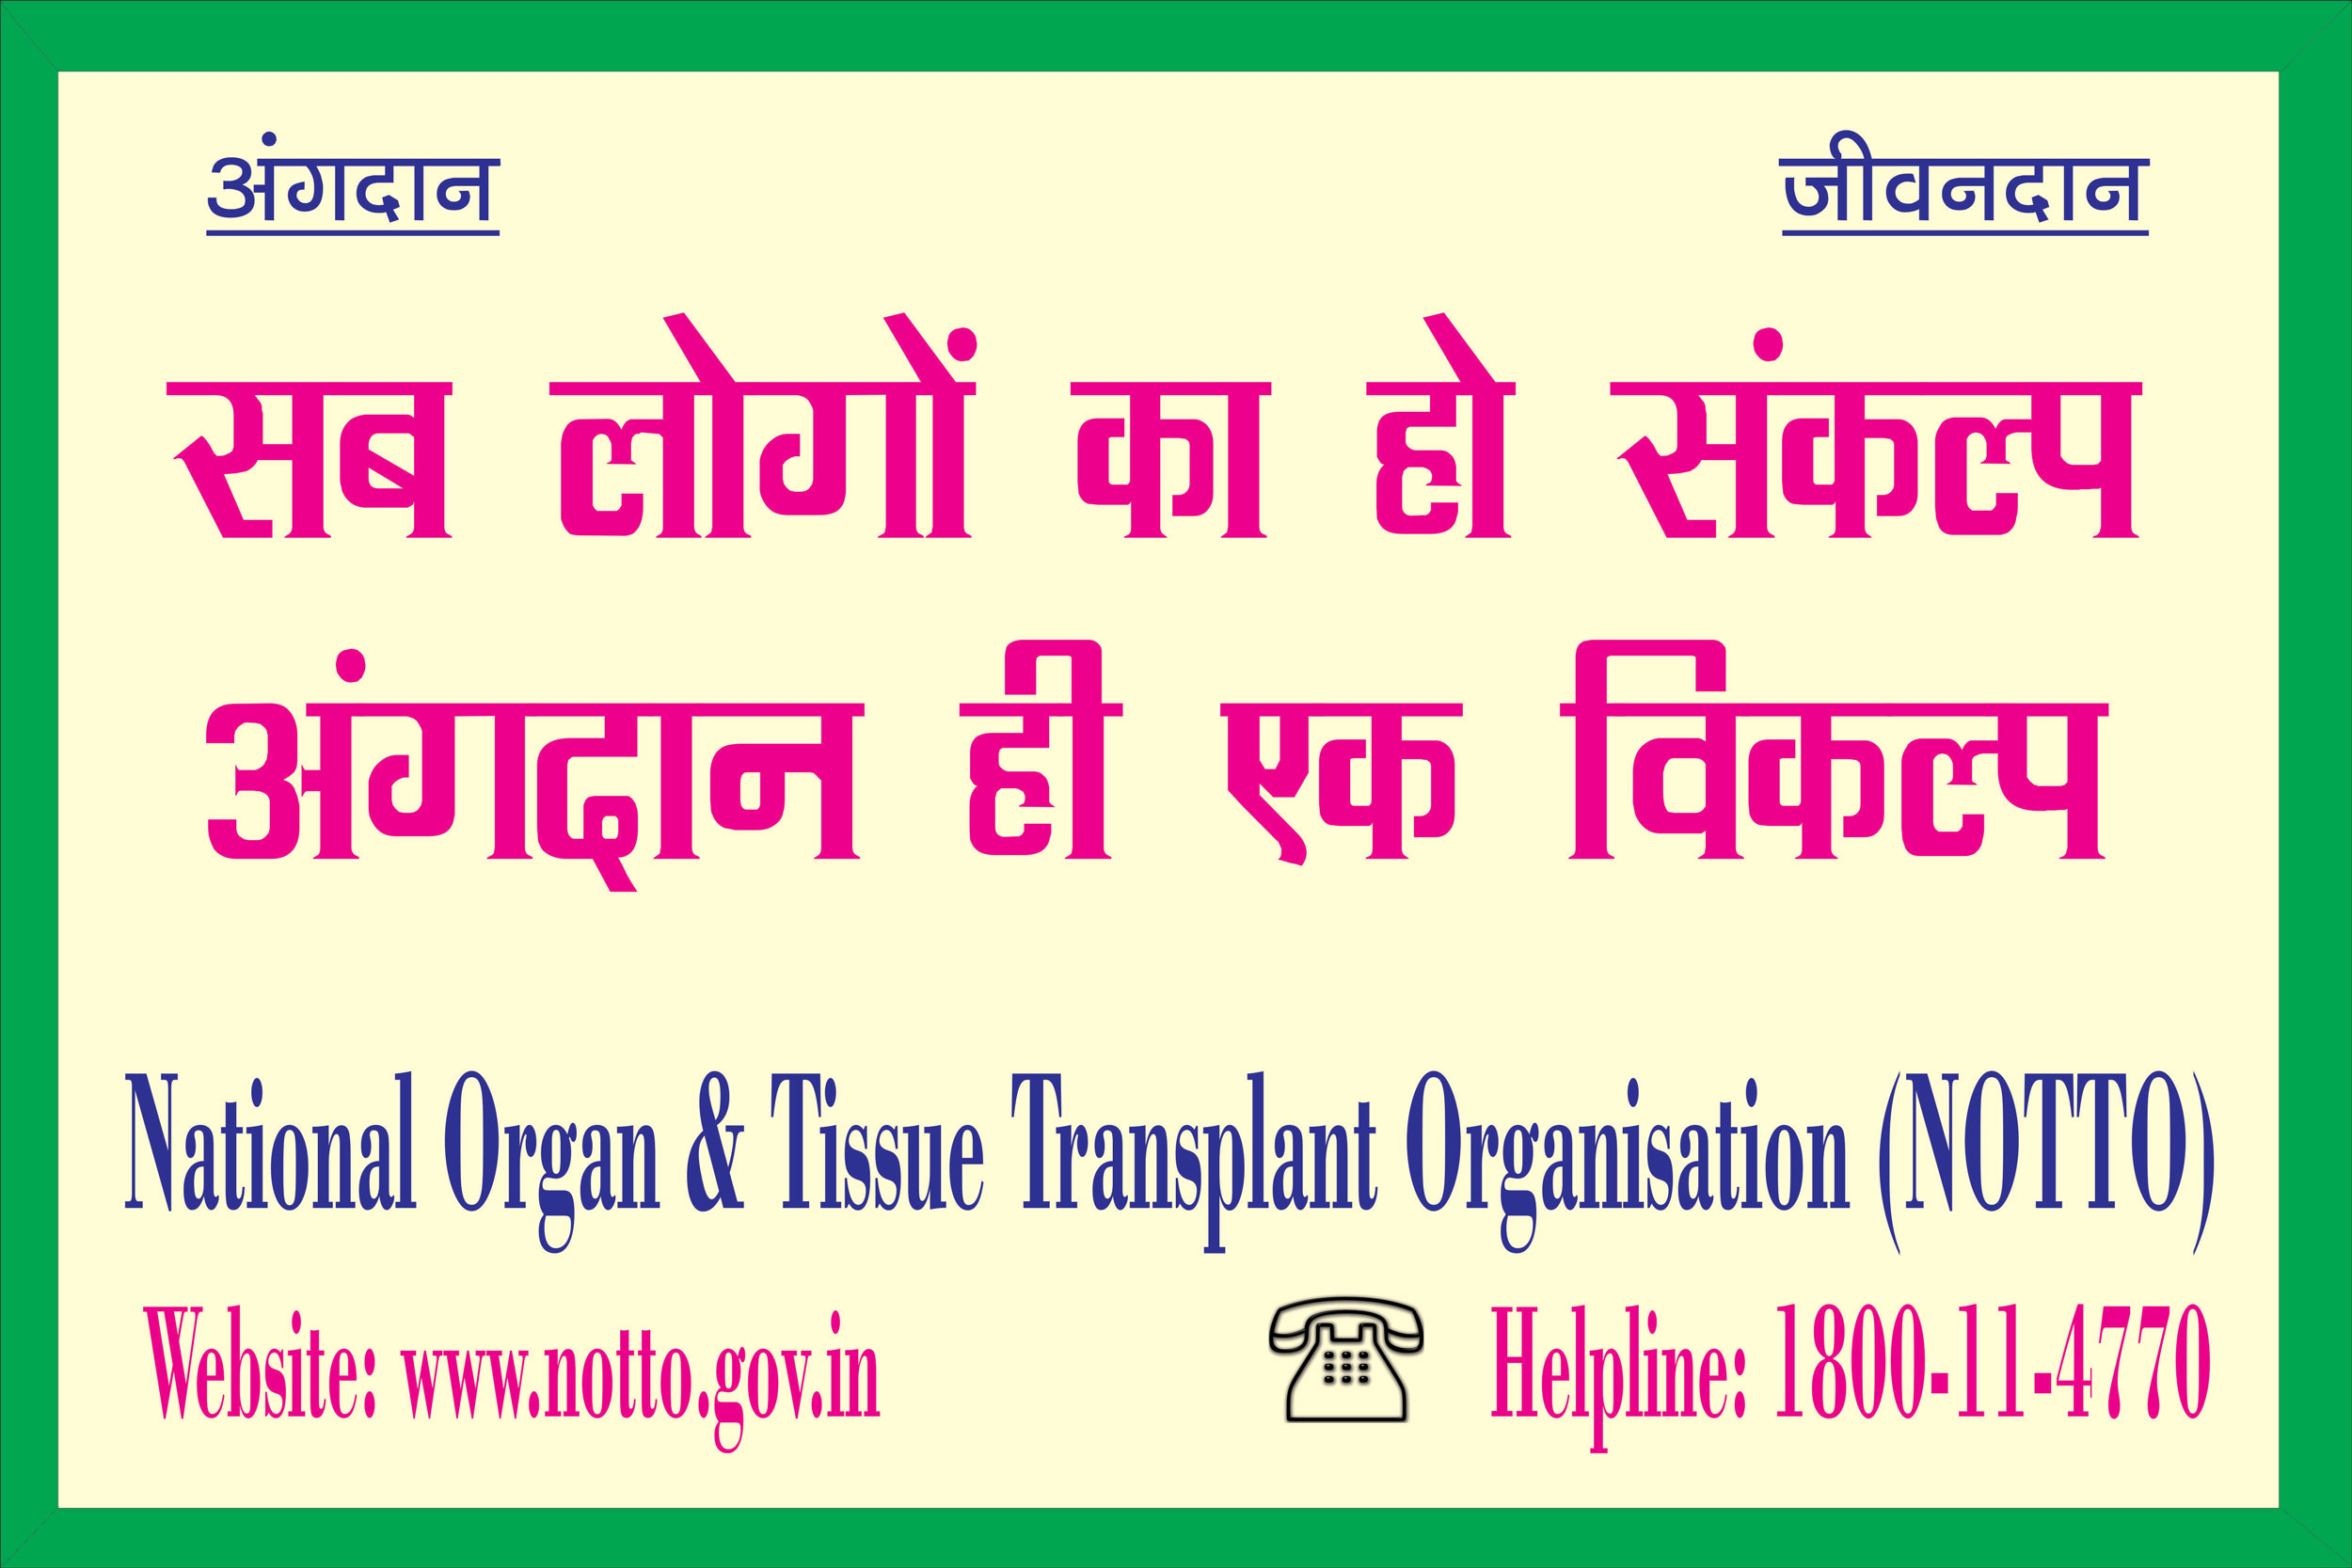 अंगदान जीवनदान
सब लोगों का हो संकल्प
अंगदान ही एक विकल्प
National Organ & Tissue Transplant Organisation (NOTTO)
Website: www.notto.gov.in Helpline: 1800-11-4770